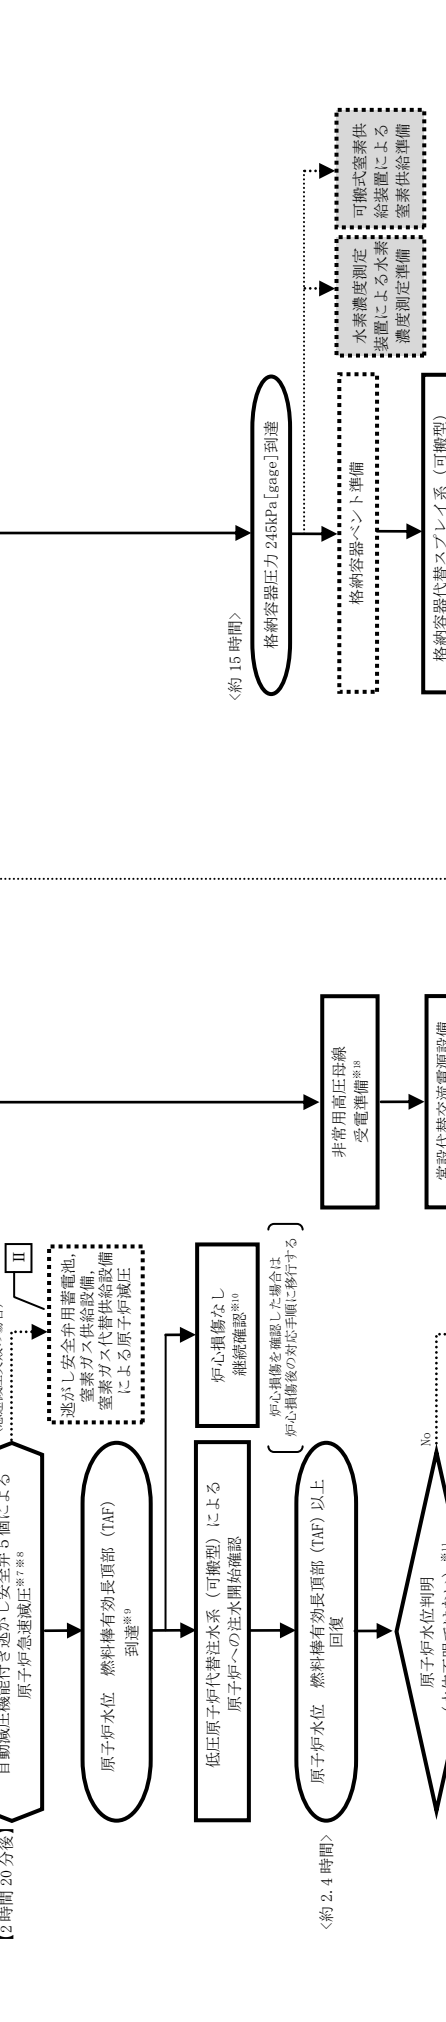 【2時間20分後】
自動減圧機能付き逃がし安全弁5個による
原子炉急速減圧※7※8
II
逃がし安全弁用蓄電池,
窒素ガス供給設備,
窒素ガス代替供給設備
による原子炉減圧
原子炉水位　燃料棒有効長頂部(TAF)
到達※9
低圧原子炉代替注水系(可搬型)による
原子炉への注水開始確認
炉心損傷なし
継続確認※10
炉心損傷を確認した場合は
炉心損傷後の対応手順に移行する
<約2.4時間>
原子炉水位　燃料棒有効長頂部(TAF)以上
回復
原子炉水位判明
No
非常用高圧母線
受電準備※18
常設代替交流電源設備
<約15時間>
格納容器圧力245kPa[gage]到達
格納容器ベント準備
格納容器代替スプレイ系(可搬型)
水素濃度測定
装置による水素
濃度測定準備
可搬式窒素供
給装置による
窒素供給準備